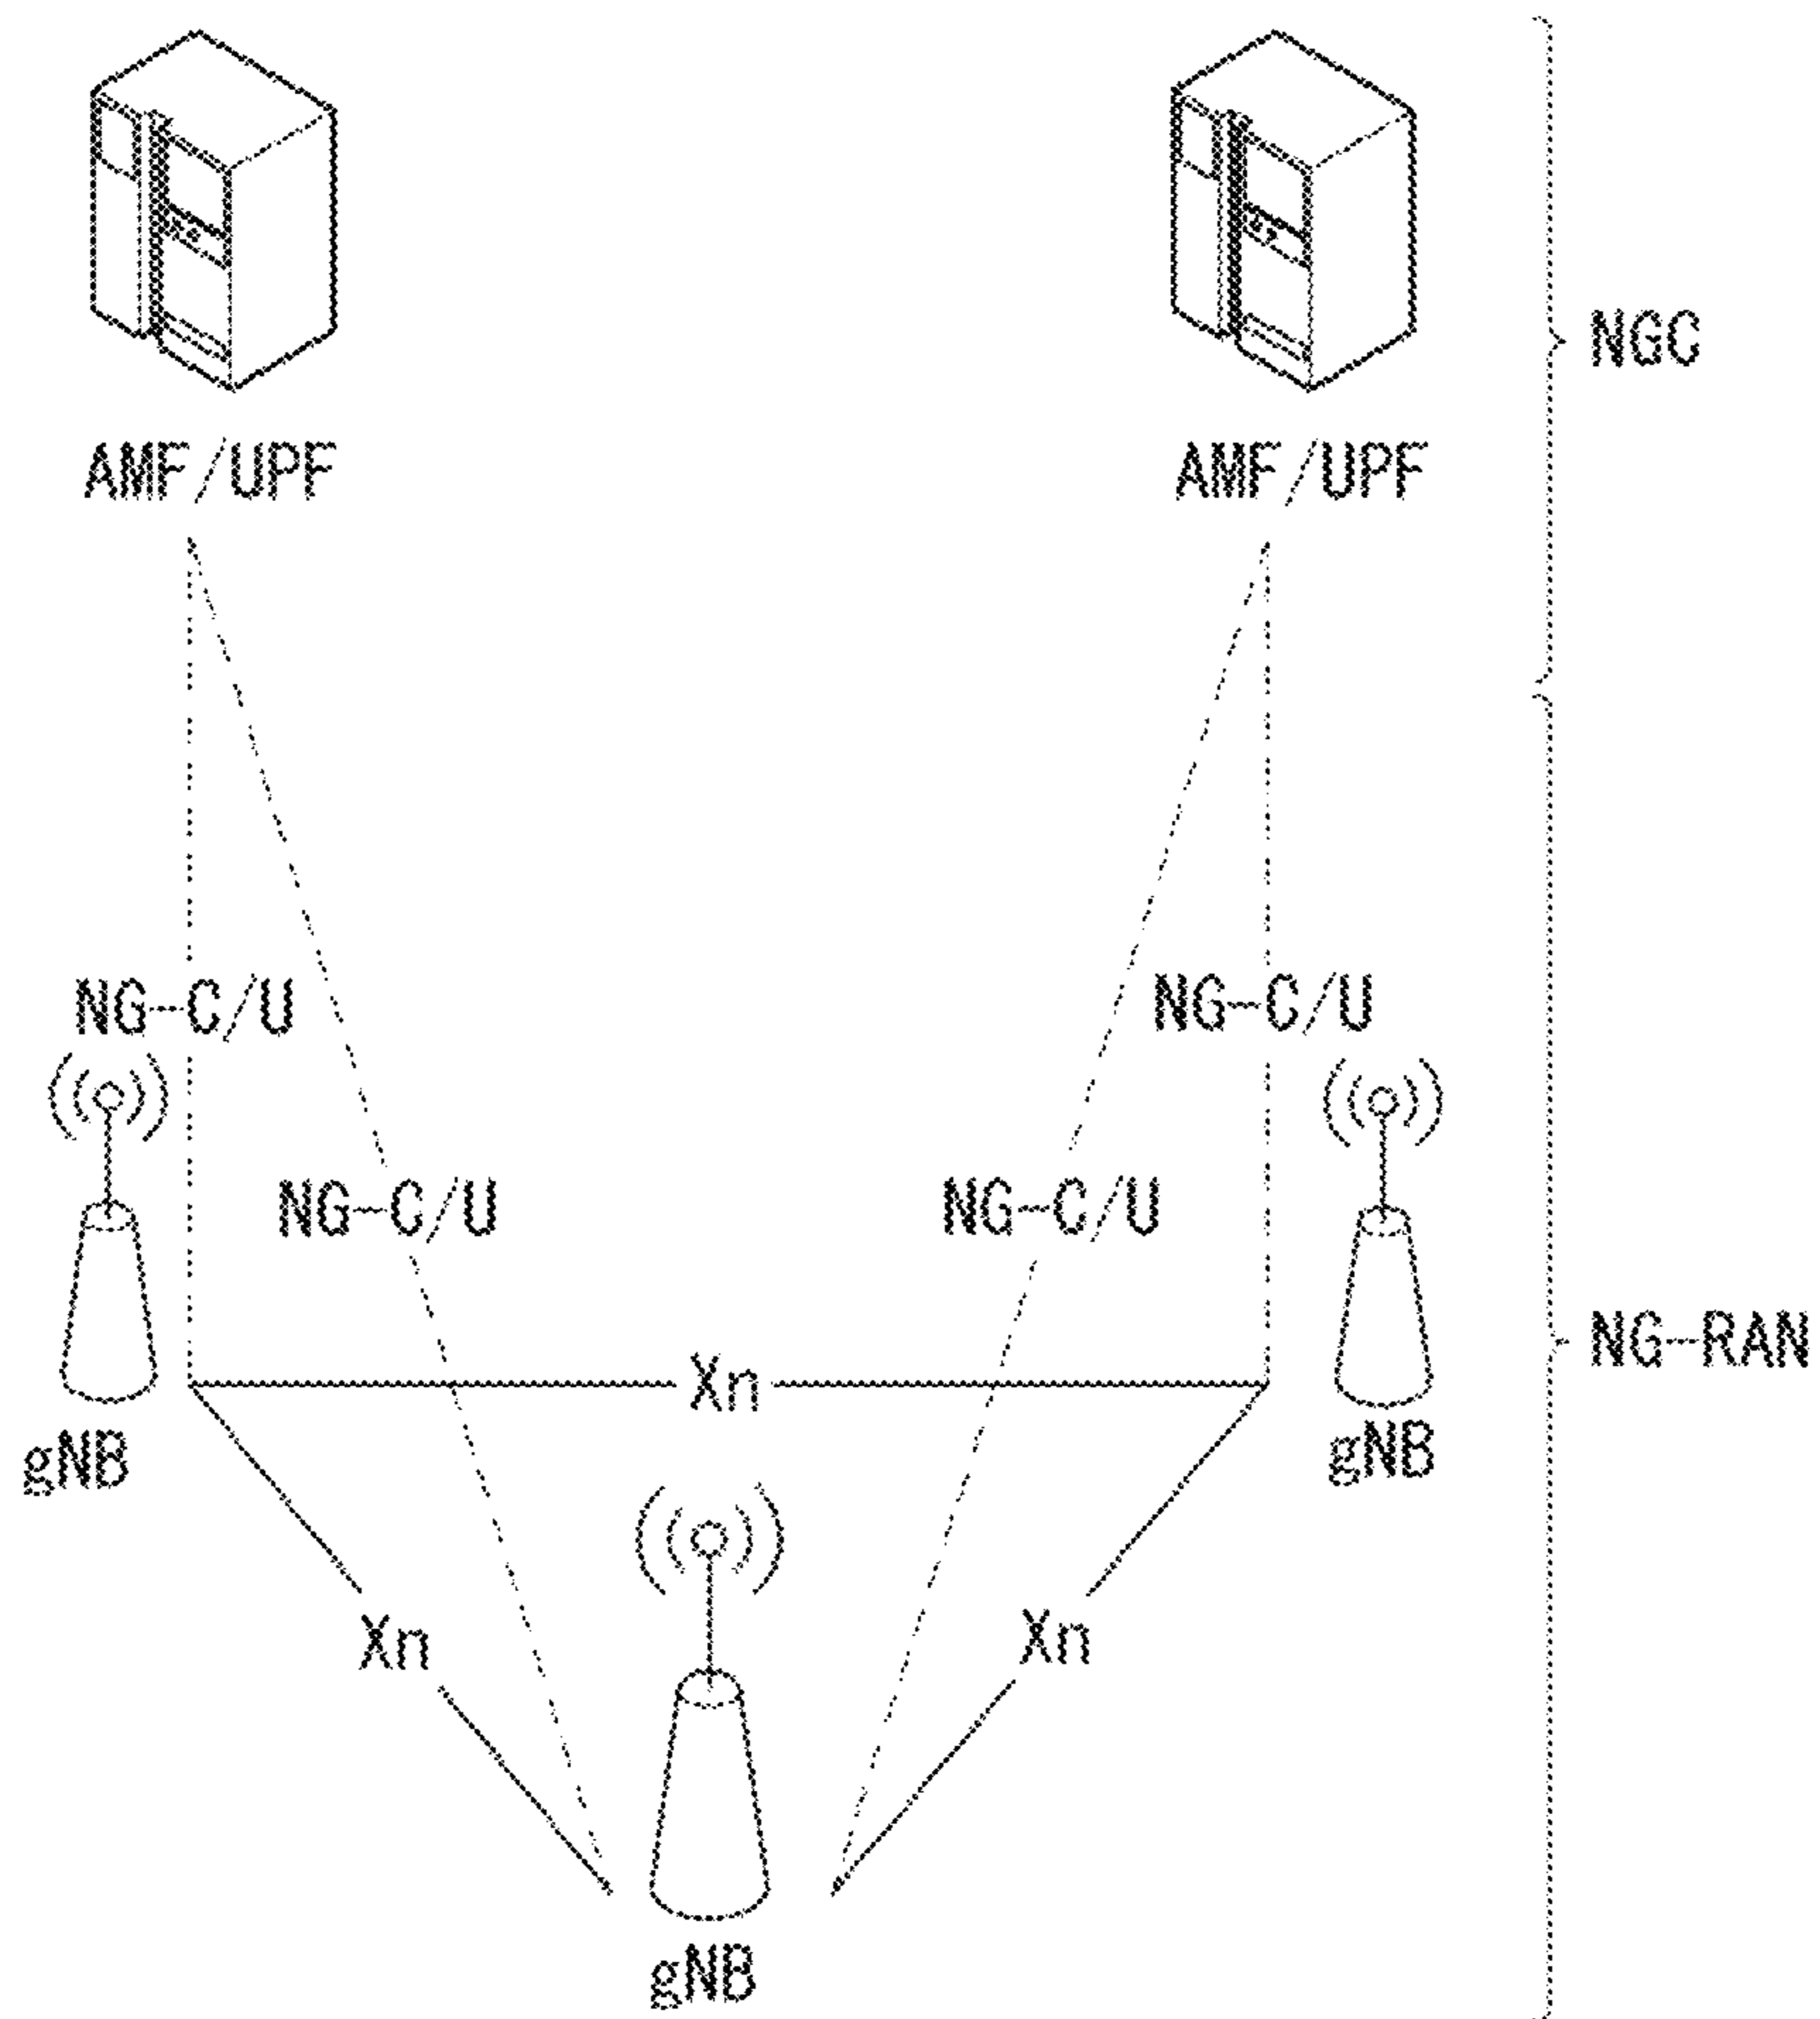 NGC
AMF/UPF
AMF/UPF
NG-C/U
NG-C/U
NG-C/U
NG-C/U
NG-RAN
Xn
gNB
gNB
Xn
Xn
gNB